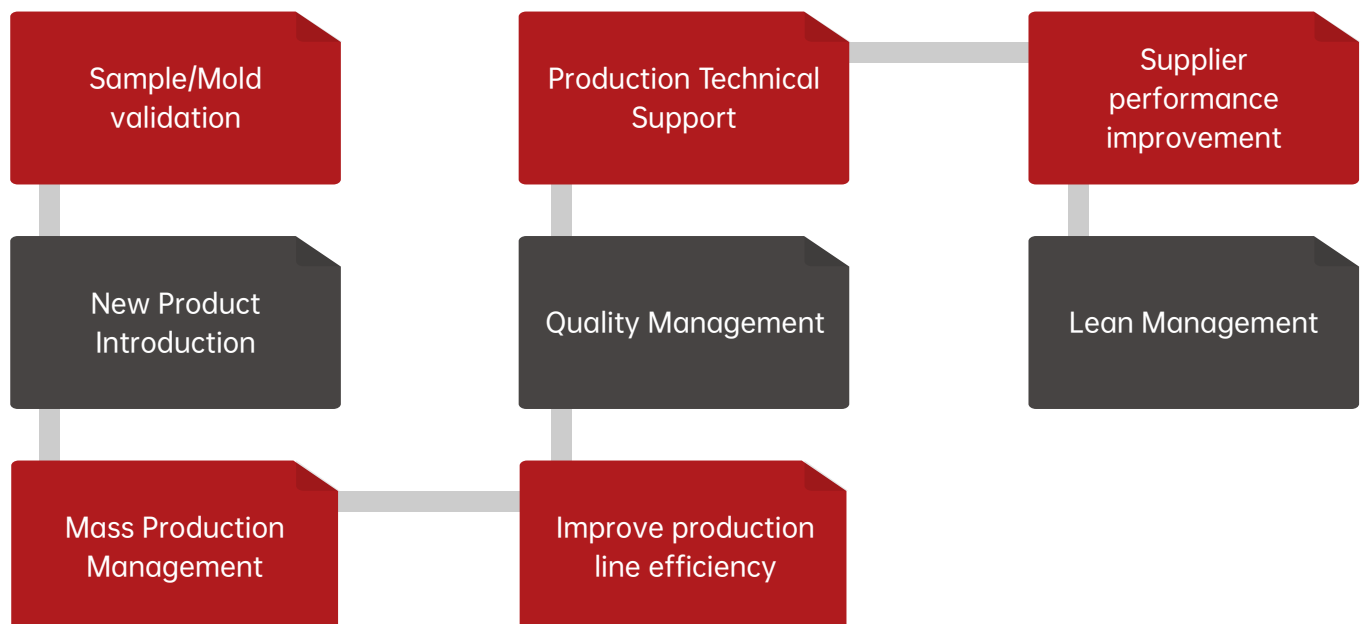 Sample/Mold
validation
New Product
Introduction
Mass Production
Management
Improve production
line efficiency
Quality Management
Production Technical
Support
Supplier
performance
improvement
Lean Management